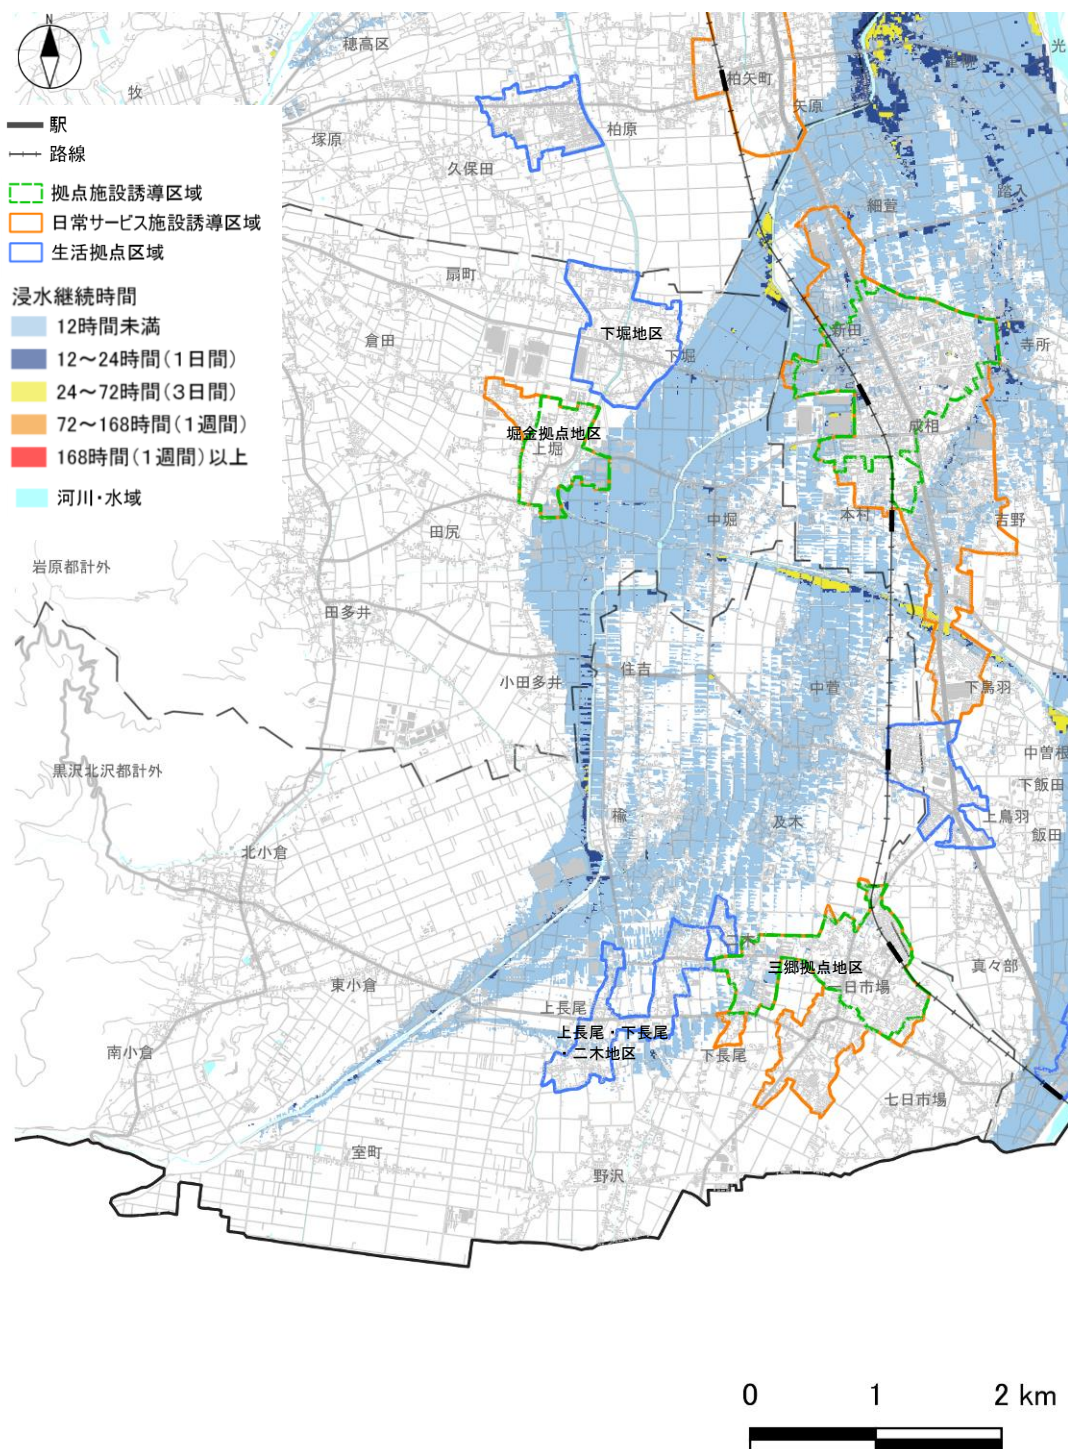 N
駅
路線
拠点施設誘導区域
日常サービス施設誘導区域
生活拠点区域
浸水継続時間
12時間未満
12～24時間(1日間)
24～72時間(3日間)
72～168時間(1週間)
168時間(1週間)以上
河川・水域
穂高区
牧
塚原
柏原
久保田
柏矢町
矢原
光
踏入
細萱
扇町
倉田
下堀地区
下堀
新田
寺所
堀金拠点地区
上堀
成相
田尻
中堀
本村
吉野
岩原都計外
田多井
小田多井
住吉
中萱
下鳥羽
黒沢北沢都計外
中曽根
下飯田
上鳥羽
飯田
楡
及木
北小倉
二木
三郷拠点地区
一日市場
真々部
東小倉
上長尾
上長尾・下長尾
・二木地区
下長尾
南小倉
七日市場
室町
野沢
0 1 2 km